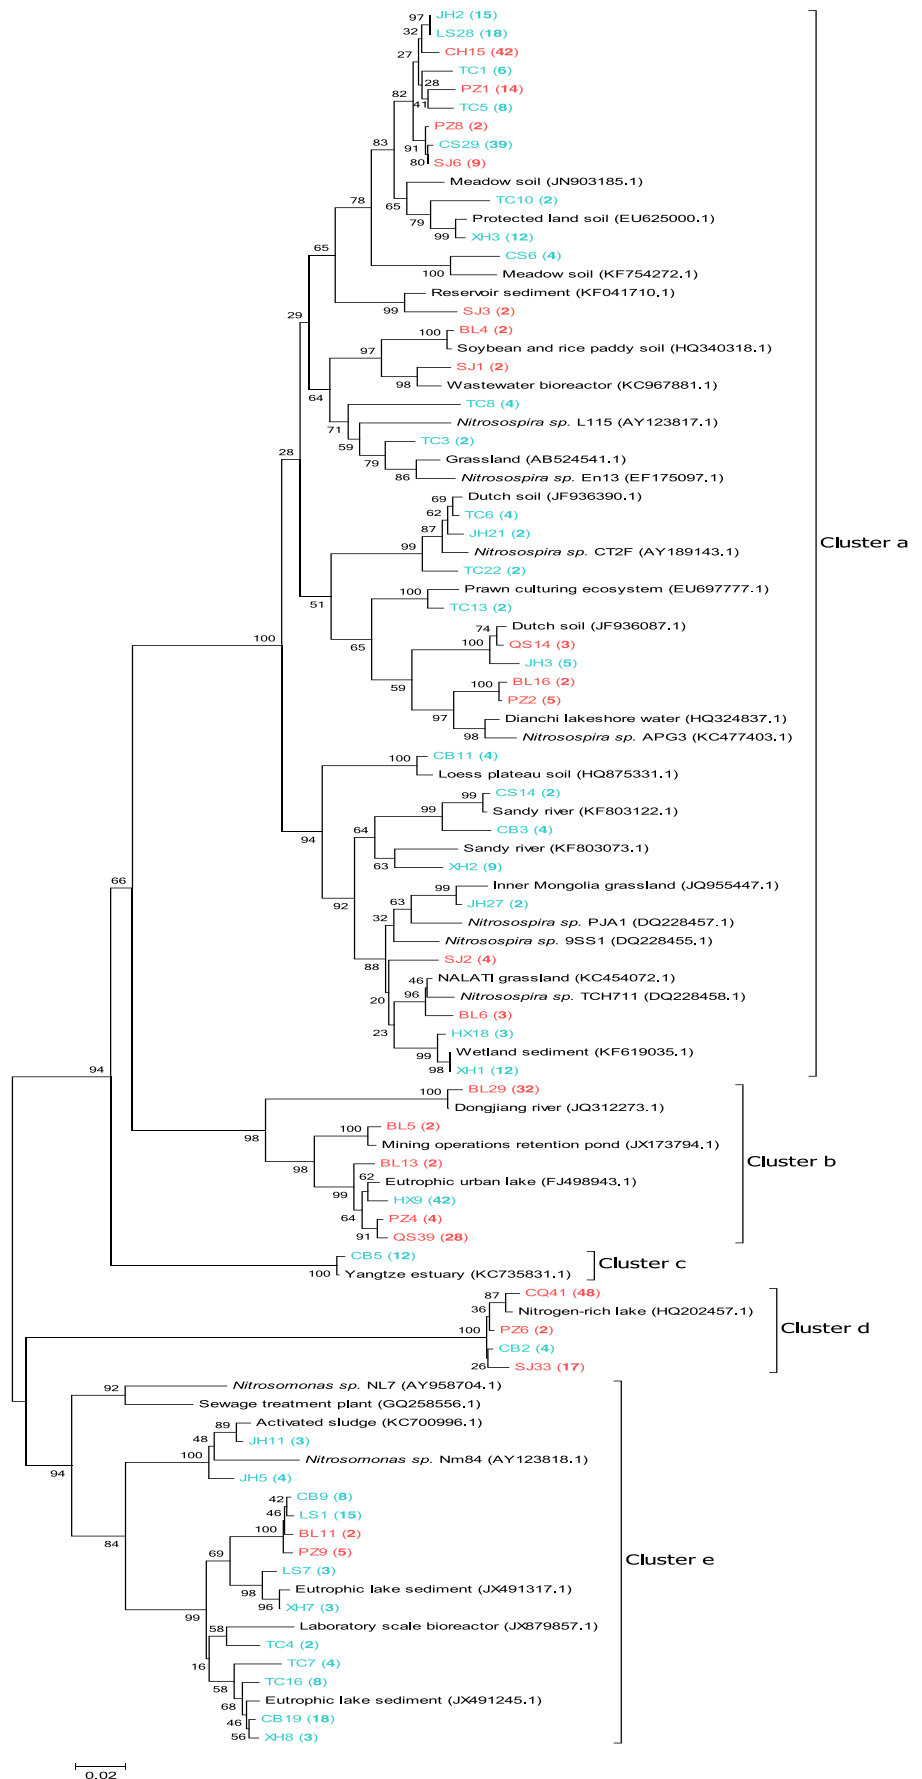 97
JH2 (15)
32
LS28 (18)
27
CH15 (42)
TC1 (6)
28
82
PZ1 (14)
41
TC5 (8)
PZ8 (2)
83
91
CS29 (39)
80
SJ6 (9)
Meadow soil (JN903185.1)
78
65
TC10 (2)
79
Protected land soil (EU625000.1)
99
XH3 (12)
65
CS6 (4)
100
Meadow soil (KF754272.1)
Reservoir sediment (KF041710.1)
29
99
SJ3 (2)
100
BL4 (2)
97
Soybean and rice paddy soil (HQ340318.1)
SJ1 (2)
98
Wastewater bioreactor (KC967881.1)
64
TC8 (4)
71
Nitrosospira sp. L115 (AY123817.1)
59
TC3 (2)
28
79
Grassland (AB524541.1)
86
Nitrosospira sp. En13 (EF175097.1)
69
Dutch soil (JF936390.1)
62
TC6 (4)
87
JH21 (2)
Cluster a
99
Nitrosospira sp. CT2F (AY189143.1)
TC22 (2)
51
100
Prawn culturing ecosystem (EU697777.1)
TC13 (2)
74
Dutch soil (JF936087.1)
100
65
100
QS14 (3)
JH3 (5)
59
100
BL16 (2)
PZ2 (5)
97
Dianchi lakeshore water (HQ324837.1)
98
Nitrosospira sp. APG3 (KC477403.1)
100
CB11 (4)
Loess plateau soil (HQ875331.1)
99
CS14 (2)
99
Sandy river (KF803122.1)
94
64
CB3 (4)
Sandy river (KF803073.1)
63
XH2 (9)
66
99
Inner Mongolia grassland (JQ955447.1)
92
63
JH27 (2)
32
Nitrosospira sp. PJA1 (DQ228457.1)
Nitrosospira sp. 9SS1 (DQ228455.1)
88
SJ2 (4)
46
NALATI grassland (KC454072.1)
20
96
Nitrosospira sp. TCH711 (DQ228458.1)
BL6 (3)
23
HX18 (3)
99
Wetland sediment (KF619035.1)
94
98
XH1 (12)
100
BL29 (32)
Dongjiang river (JQ312273.1)
98
100
BL5 (2)
Mining operations retention pond (JX173794.1)
98
BL13 (2)
Cluster b
62
Eutrophic urban lake (FJ498943.1)
99
HX9 (42)
64
PZ4 (4)
91
QS39 (28)
CB5 (12)
Cluster c
100
Yangtze estuary (KC735831.1)
87
CQ41 (48)
36
Nitrogen-rich lake (HQ202457.1)
100
PZ6 (2)
Cluster d
CB2 (4)
26
SJ33 (17)
92
Nitrosomonas sp. NL7 (AY958704.1)
Sewage treatment plant (GQ258556.1)
89
Activated sludge (KC700996.1)
48
JH11 (3)
100
Nitrosomonas sp. Nm84 (AY123818.1)
94
JH5 (4)
42
CB9 (8)
46
LS1 (15)
100
BL11 (2)
84
PZ9 (5)
Cluster e
69
LS7 (3)
98
Eutrophic lake sediment (JX491317.1)
96
XH7 (3)
99
58
Laboratory scale bioreactor (JX879857.1)
TC4 (2)
16
TC7 (4)
58
TC16 (8)
68
Eutrophic lake sediment (JX491245.1)
46
CB19 (18)
56
XH8 (3)
0.02